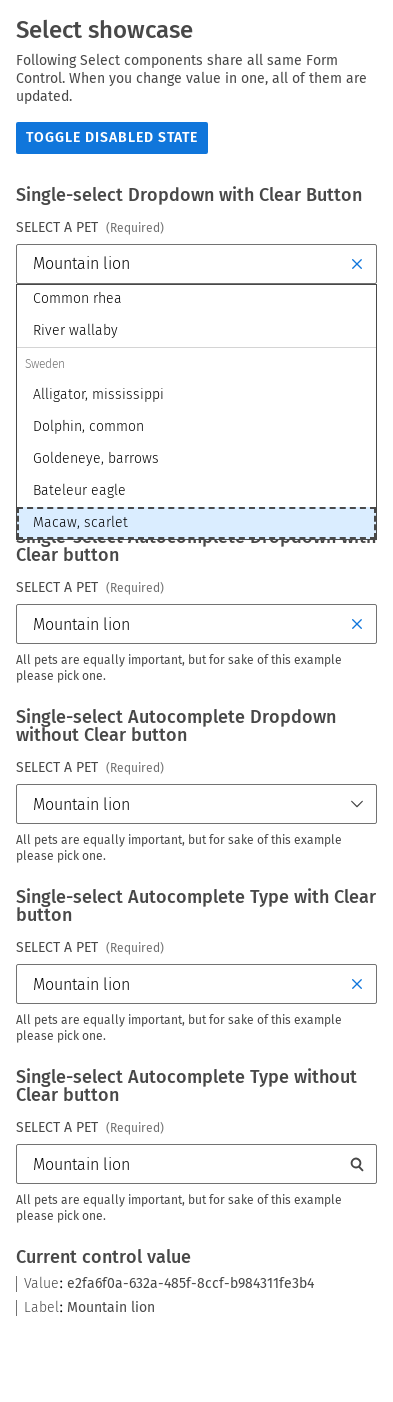 Select showcase
Following Select components share all same Form
Control. When you change value in one, all of them are
updated.
TOGGLE DISABLED STATE
Single-select Dropdown with Clear Button
SELECT A PET (Required)
Mountain lion
Common rhea
River wallaby
Sweden
Alligator, mississippi
Dolphin, common
Goldeneye, barrows
Bateleur eagle
Macaw, scarlet
Single-select Autocomplete Dropdown with
Clear button
SELECT A PET (Required)
Mountain lion
All pets are equally important, but for sake of this example
please pick one.
Single-select Autocomplete Dropdown
without Clear button
SELECT A PET (Required)
Mountain lion
All pets are equally important, but for sake of this example
please pick one.
Single-select Autocomplete Type with Clear
button
SELECT A PET (Required)
Mountain lion
All pets are equally important, but for sake of this example
please pick one.
Single-select Autocomplete Type without
Clear button
SELECT A PET (Required)
Mountain lion
All pets are equally important, but for sake of this example
please pick one.
Current control value
Value: e2fa6f0a-632a-485f-8ccf-b984311fe3b4
Label: Mountain lion